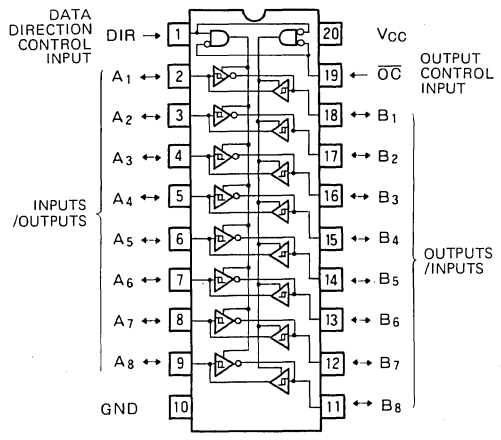 DATA
DIRECTION
CONTROL
INPUT
DIR
1
20
VCC
2
A1
19
OC
OUTPUT
CONTROL
INPUT
A2
3
18
B1
A3
4
17
B2
A4
5
16
B3
INPUTS
/OUTPUTS
A5
6
15
B4
OUTPUTS
/INPUTS
A6
7
14
B5
A7
8
13
B6
A8
9
12
B7
GND
10
11
B8